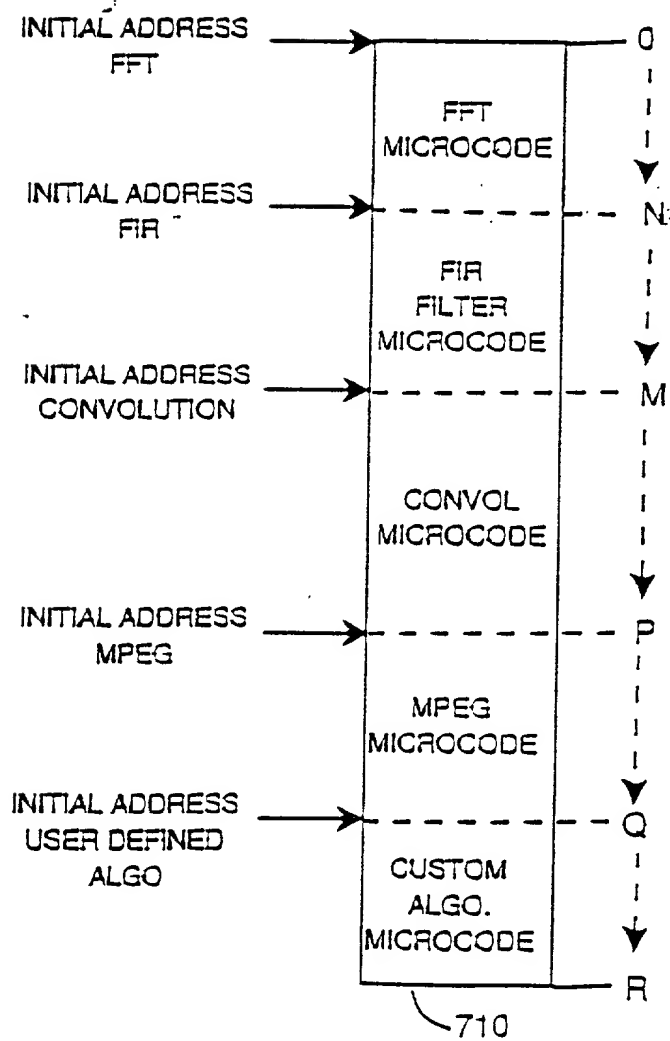 INITIAL ADDRESS
FFT
0
FFT
MICROCODE
INITIAL ADDRESS
FIR
N
FIR
FILTER
MICROCODE
INITIAL ADDRESS
CONVOLUTION
M
CONVOL
MICROCODE
INITIAL ADDRESS
MPEG
P
MPEG
MICROCODE
INITIAL ADDRESS
USER DEFINED
ALGO
Q
CUSTOM
ALGO.
MICROCODE
R
710